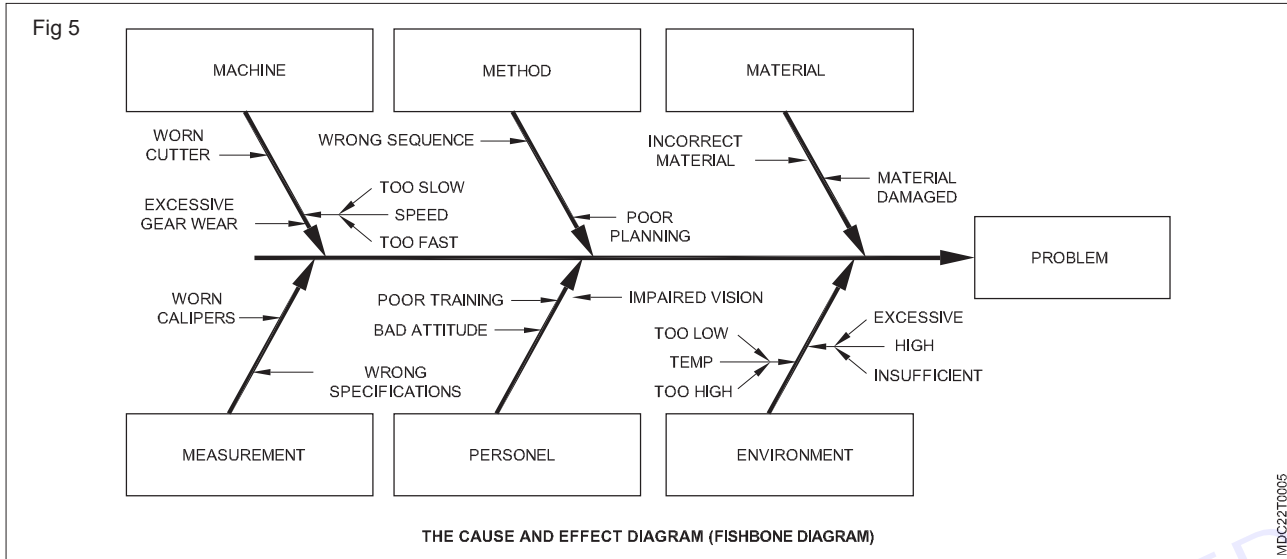 Fig 5
MACHINE
METHOD
MATERIAL
WORN
CUTTER
EXCESSIVE
GEAR WEAR
TOO SLOW
SPEED
TOO FAST
WRONG SEQUENCE
POOR
PLANNING
INCORRECT
MATERIAL
MATERIAL
DAMAGED
PROBLEM
WORN
CALIPERS
WRONG
SPECIFICATIONS
POOR TRAINING
BAD ATTITUDE
IMPAIRED VISION
TOO LOW
TEMP
TOO HIGH
EXCESSIVE
HIGH
INSUFFICIENT
MEASUREMENT
PERSONEL
ENVIRONMENT
THE CAUSE AND EFFECT DIAGRAM (FISHBONE DIAGRAM)
MDC22T0005